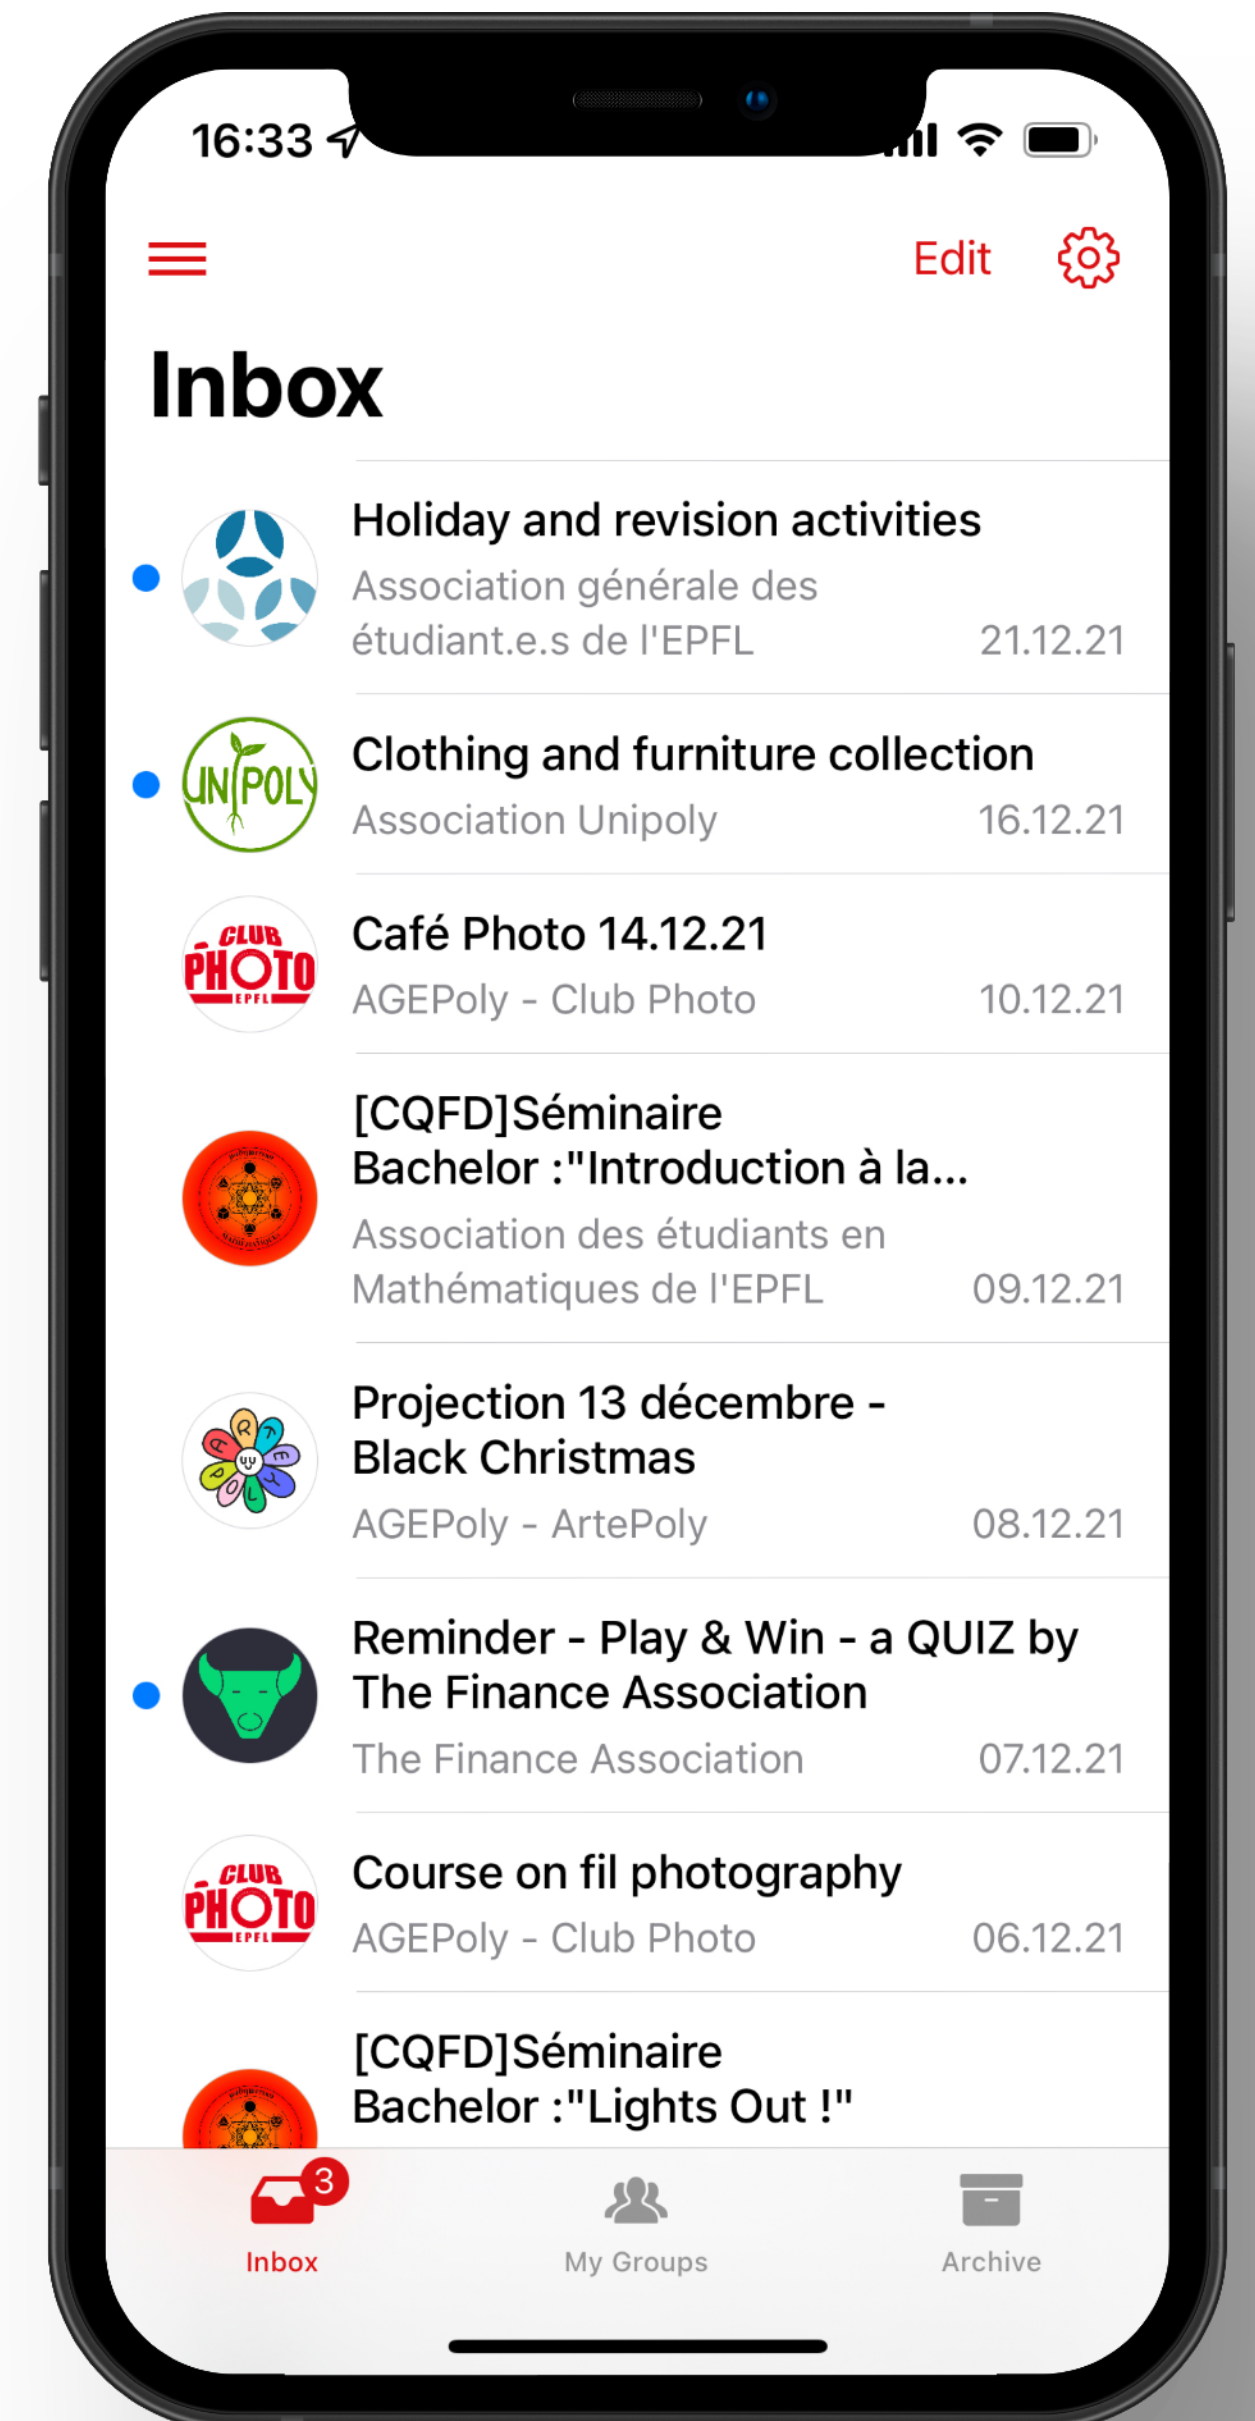 16:33
Edit
Inbox
Holiday and revision activities
Association générale des
étudiant.e.s de l'EPFL 21.12.21
UNIPOLY
Clothing and furniture collection
Association Unipoly 16.12.21
CLUB
PHOTO
EPFL
Café Photo 14.12.21
AGEPoly - Club Photo 10.12.21
[CQFD]Séminaire
Bachelor :"Introduction à la...
Association des étudiants en
Mathématiques de l'EPFL 09.12.21
ARTEPOLY
Projection 13 décembre -
Black Christmas
AGEPoly - ArtePoly 08.12.21
Reminder - Play & Win - a QUIZ by
The Finance Association
The Finance Association 07.12.21
CLUB
PHOTO
EPFL
Course on fil photography
AGEPoly - Club Photo 06.12.21
[CQFD]Séminaire
Bachelor :"Lights Out !"
3
Inbox My Groups Archive